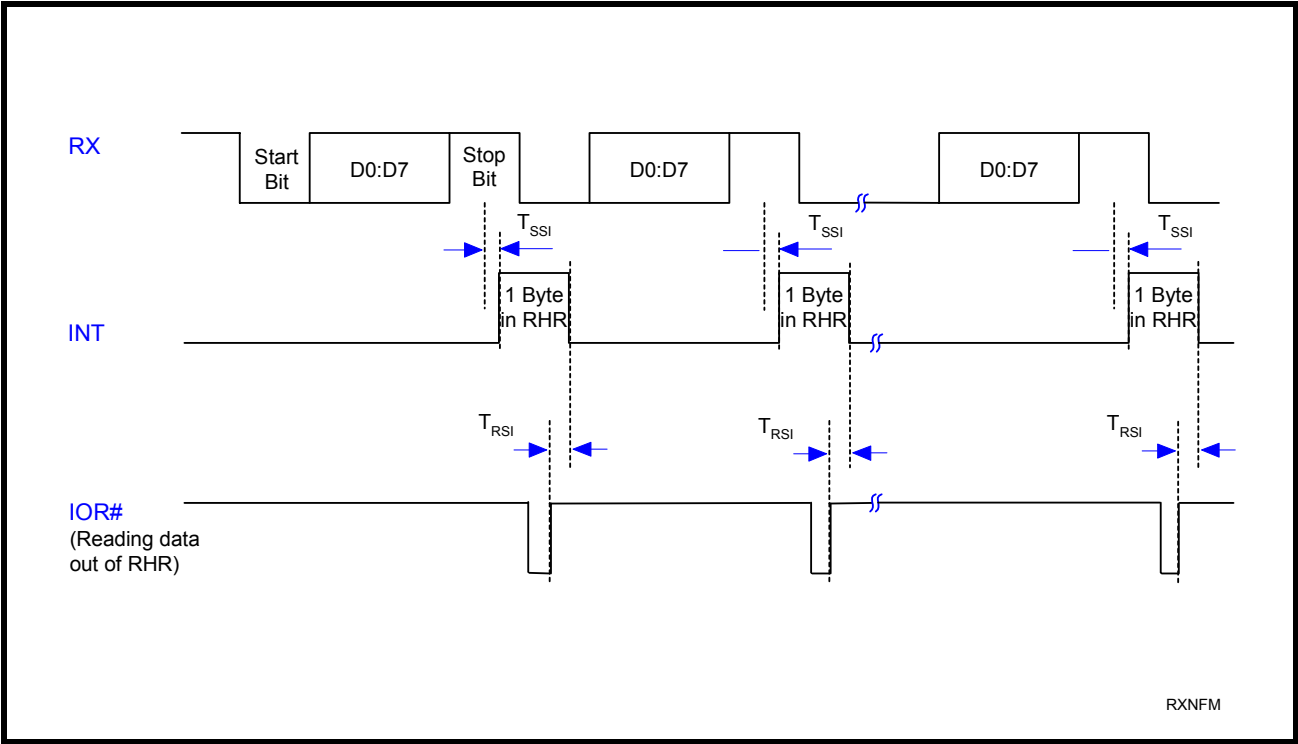 RX
Start
Bit
D0:D7
Stop
Bit
D0:D7
D0:D7
TSSI
TSSI
TSSI
INT
1 Byte
in RHR
1 Byte
in RHR
1 Byte
in RHR
TRSI
TRSI
TRSI
IOR#
(Reading data
out of RHR)
RXNFM